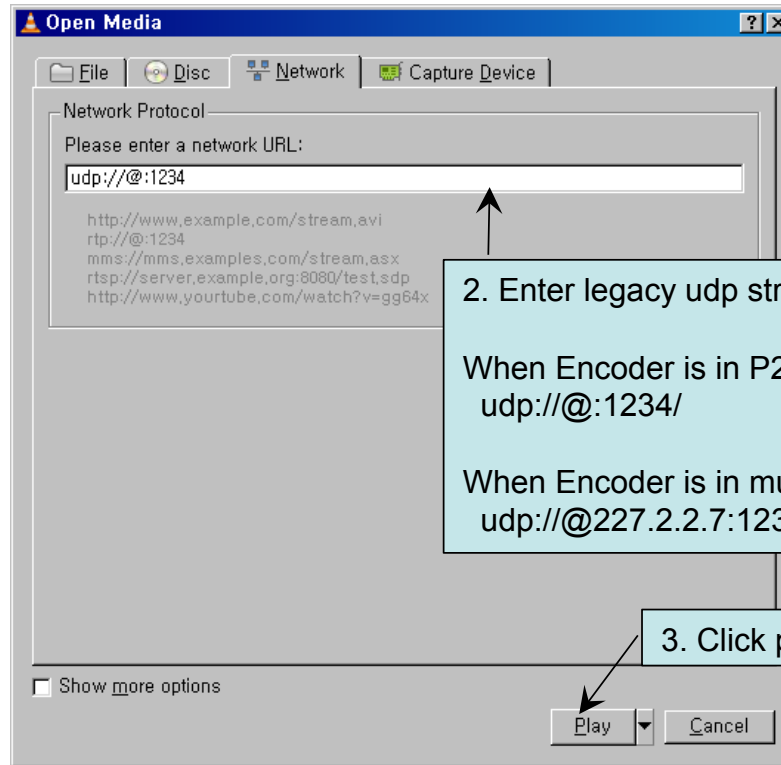 Open Media
File Disc Network Capture Device
Network Protocol
Please enter a network URL:
udp://@:1234
http://www.example.com/stream.avi
rtp://@:1234
mms://mms.examples.com/stream.asx
rtsp://server.example.org:8080/test.sdp
http://www.yourtube.com/watch?v=gg64x
2. Enter legacy udp
When Encoder is in
udp://@:1234/
When Encoder is in
udp://@227.2.2.7:123
3. Click
Show more options
Play Cancel